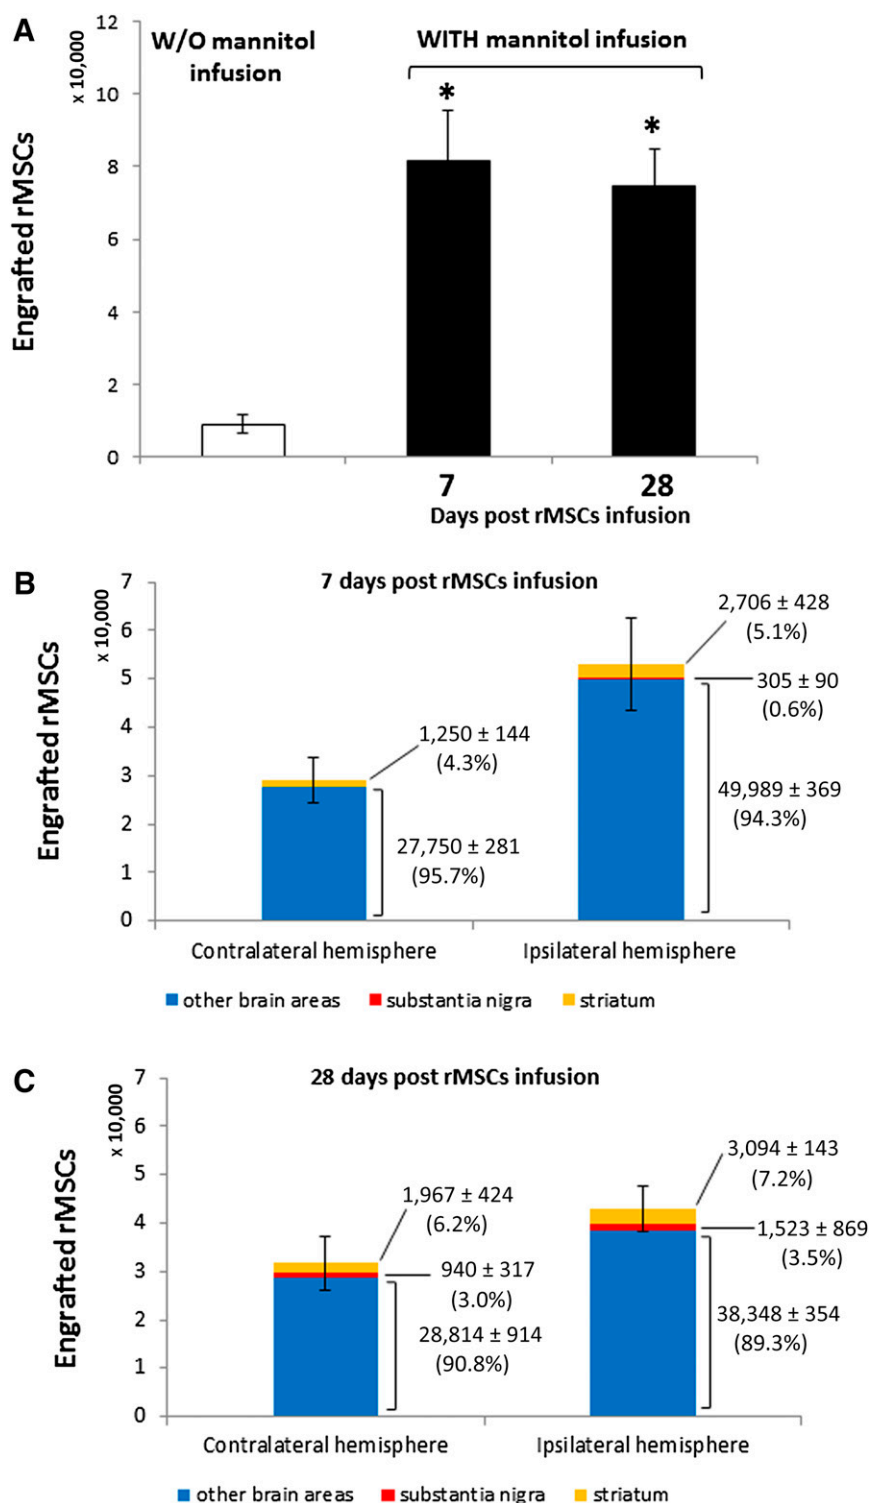 A
12
10
8
6
4
2
0
x 10,000
Engrafted rMSCs
W/O mannitol
infusion
WITH mannitol infusion
*
*
7
28
Days post rMSCs infusion
B
7 days post rMSCs infusion
7
6
5
4
3
2
1
0
x 10,000
Engrafted rMSCs
1,250 ± 144
(4.3%)
27,750 ± 281
(95.7%)
2,706 ± 428
(5.1%)
305 ± 90
(0.6%)
49,989 ± 369
(94.3%)
Contralateral hemisphere
Ipsilateral hemisphere
other brain areas
substantia nigra
striatum
C
28 days post rMSCs infusion
7
6
5
4
3
2
1
0
x 10,000
Engrafted rMSCs
1,967 ± 424
(6.2%)
940 ± 317
(3.0%)
28,814 ± 914
(90.8%)
3,094 ± 143
(7.2%)
1,523 ± 869
(3.5%)
38,348 ± 354
(89.3%)
Contralateral hemisphere
Ipsilateral hemisphere
other brain areas
substantia nigra
striatum